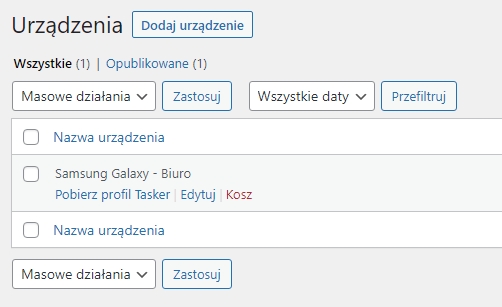 Urządzenia Dodaj urządzenie
Wszystkie (1) | Opublikowane (1)
Masowe działania Zastosuj Wszystkie daty Przefiltruj
Nazwa urządzenia
Samsung Galaxy - Biuro
Pobierz profil Tasker | Edytuj | Kosz
Nazwa urządzenia
Masowe działania Zastosuj